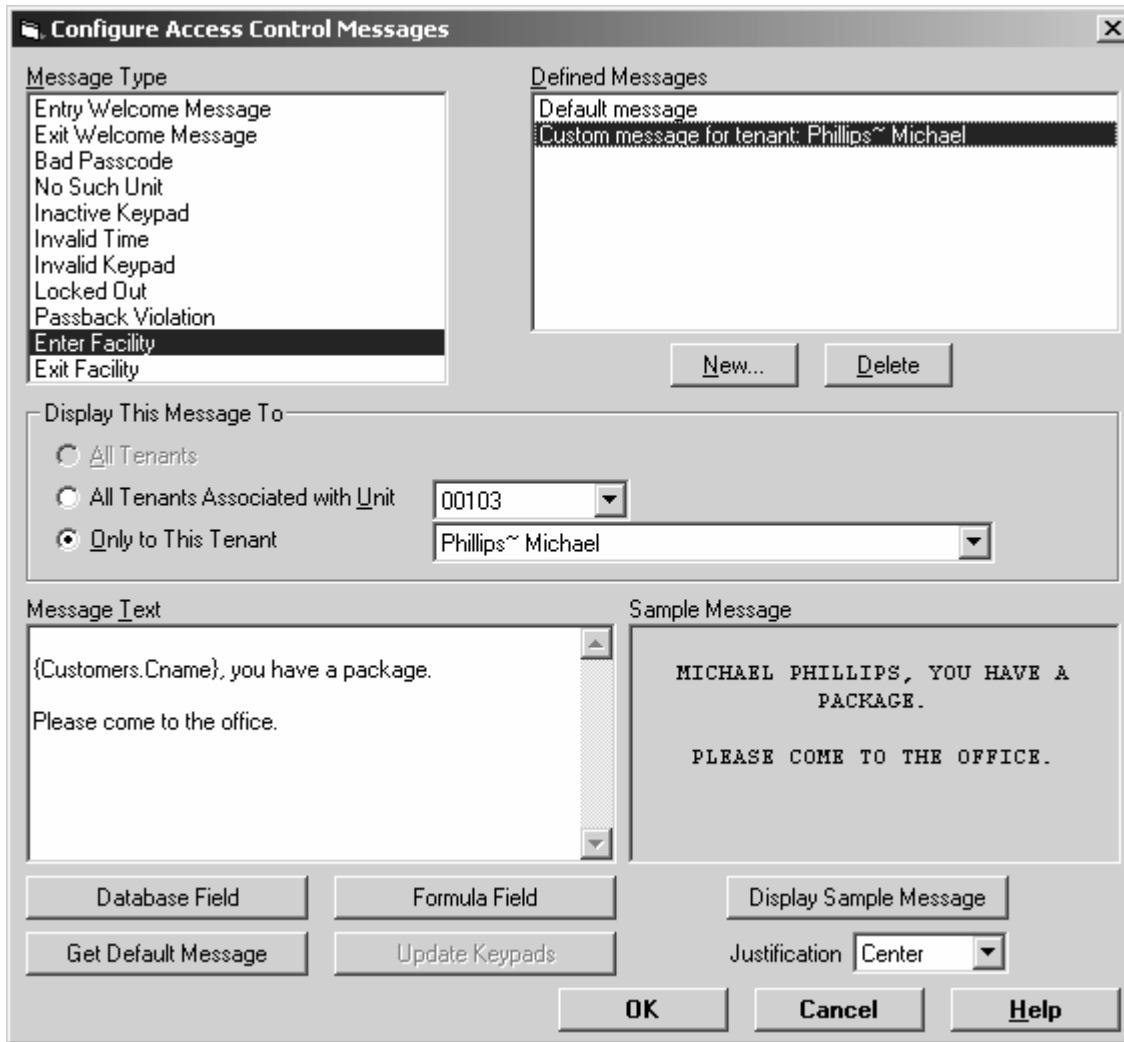 Configure Access Control Messages
Message Type
Entry Welcome Message
Exit Welcome Message
Bad Passcode
No Such Unit
Inactive Keypad
Invalid Time
Invalid Keypad
Locked Out
Passback Violation
Enter Facility
Exit Facility
Defined Messages
Default message
Custom message for tenant: Phillips~ Michael
New...
Delete
Display This Message To
All Tenants
All Tenants Associated with Unit
00103
Only to This Tenant
Phillips~ Michael
Message Text
{Customers.Cname}, you have a package.
Please come to the office.
Sample Message
MICHAEL PHILLIPS, YOU HAVE A
PACKAGE.
PLEASE COME TO THE OFFICE.
Database Field
Formula Field
Display Sample Message
Get Default Message
Update Keypads
Justification
Center
OK
Cancel
Help